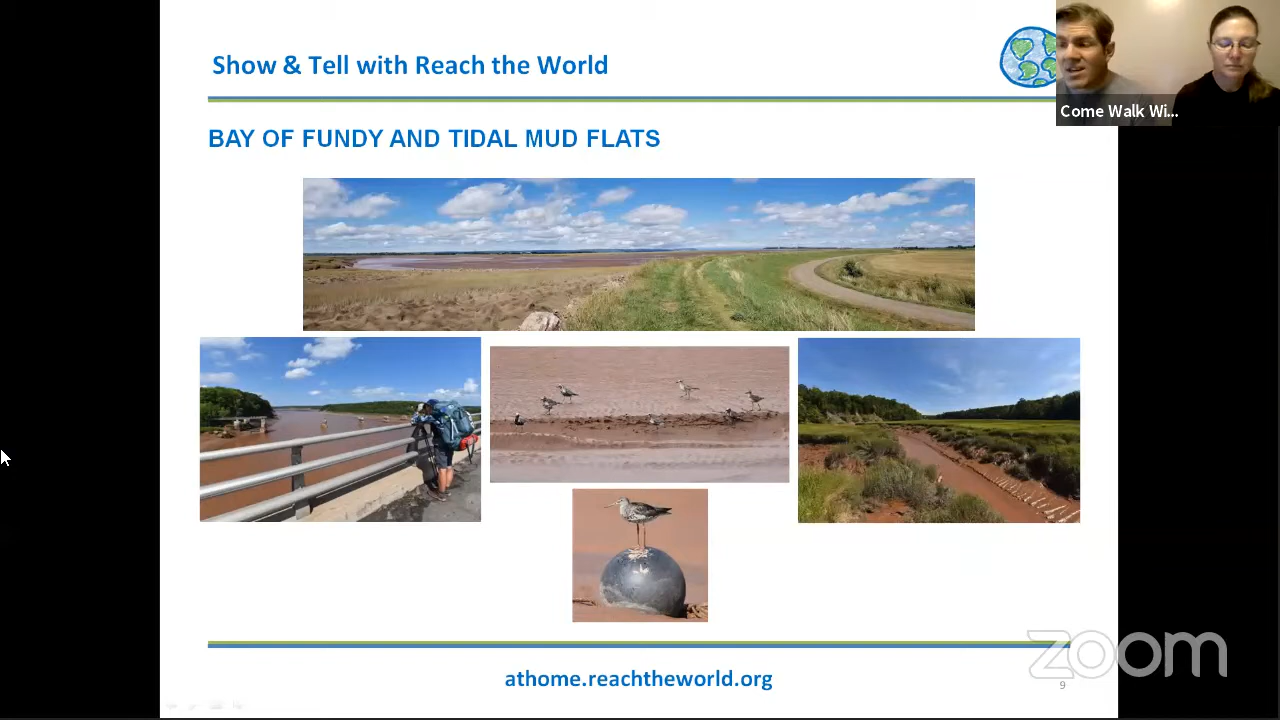 Show & Tell with Reach the World
Come Walk Wi...
BAY OF FUNDY AND TIDAL MUD FLATS
athome.reachtheworld.org
zoom
9